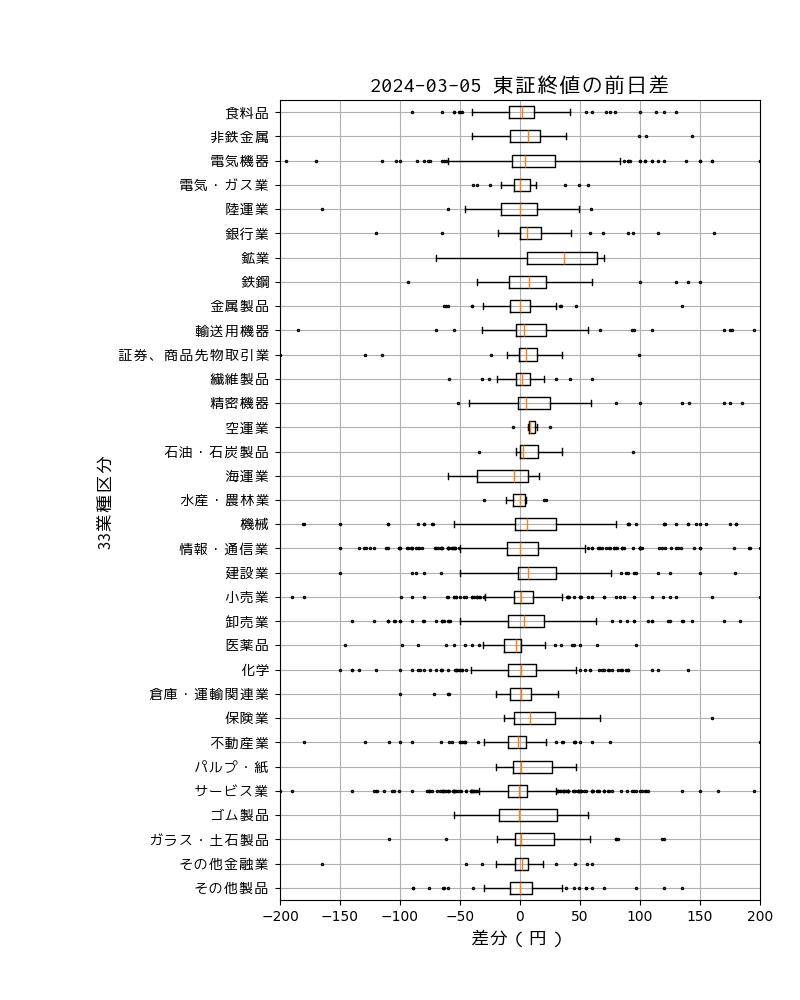 2024-03-05 東証終値の前日差
食料品
非鉄金属
電気機器
電気・ガス業
陸運業
銀行業
鉱業
鉄鋼
金属製品
輸送用機器
証券、商品先物取引業
繊維製品
精密機器
空運業
石油・石炭製品
海運業
水産・農林業
機械
情報・通信業
建設業
小売業
卸売業
医薬品
化学
倉庫・運輸関連業
保険業
不動産業
パルプ・紙
サービス業
ゴム製品
ガラス・土石製品
その他金融業
その他製品
33業種区分
−200 −150 −100 −50 0 50 100 150 200
差分（円）